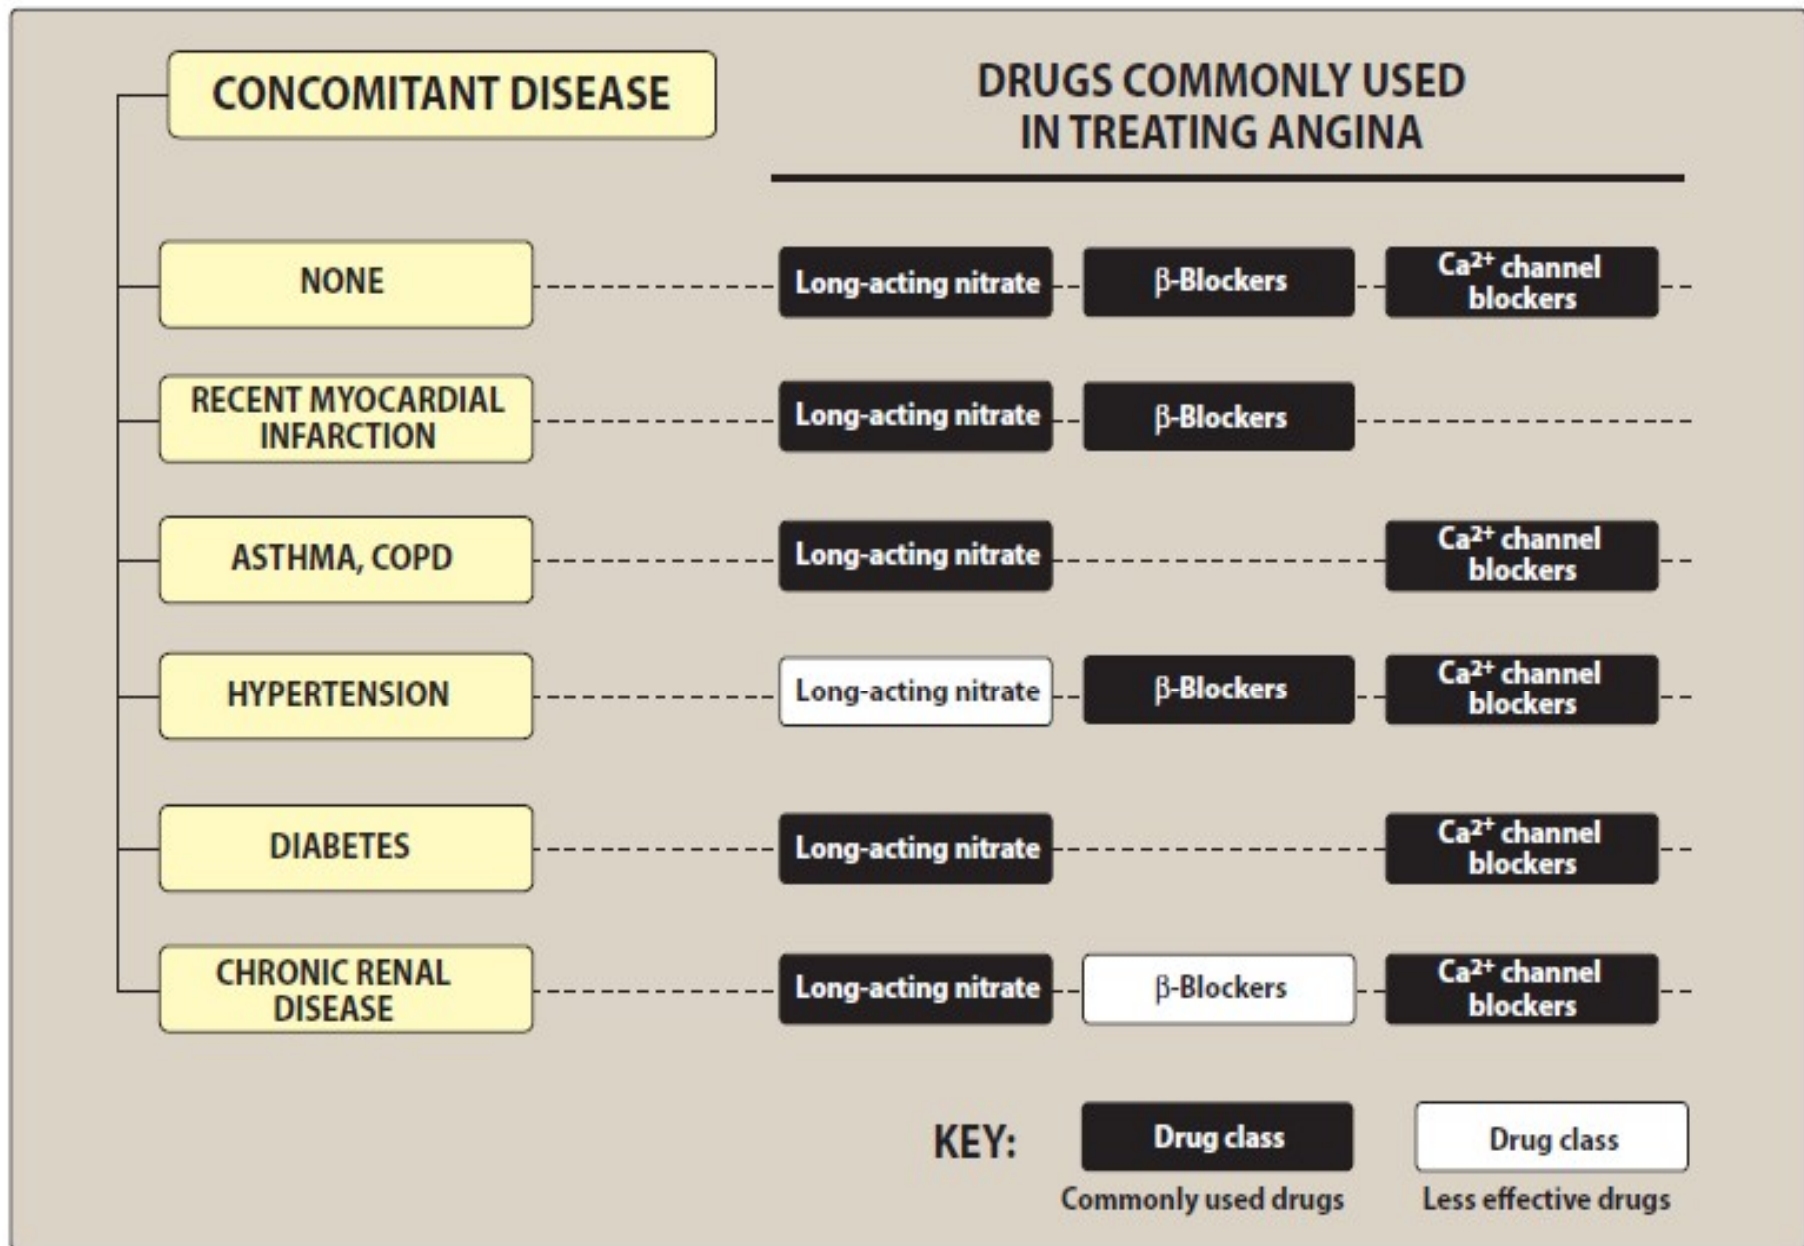 CONCOMITANT DISEASE
DRUGS COMMONLY USED
IN TREATING ANGINA
NONE
Long-acting nitrate
β-Blockers
Ca²⁺ channel
blockers
RECENT MYOCARDIAL
INFARCTION
Long-acting nitrate
β-Blockers
ASTHMA, COPD
Long-acting nitrate
Ca²⁺ channel
blockers
HYPERTENSION
Long-acting nitrate
β-Blockers
Ca²⁺ channel
blockers
DIABETES
Long-acting nitrate
Ca²⁺ channel
blockers
CHRONIC RENAL
DISEASE
Long-acting nitrate
β-Blockers
Ca²⁺ channel
blockers
KEY:
Drug class
Commonly used drugs
Drug class
Less effective drugs